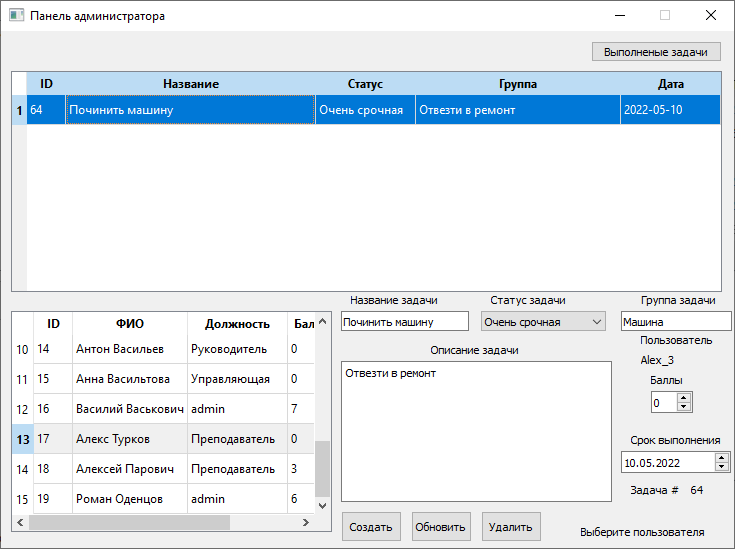 Панель администратора
Выполненые задачи
ID Название Статус Группа Дата
1 64 Починить машину Очень срочная Отвезти в ремонт 2022-05-10
Название задачи Статус задачи Группа задачи
Починить машину Очень срочная Машина
ID ФИО Должность Бал
10 14 Антон Васильев Руководитель 0
11 15 Анна Васильтова Управляющая 0
12 16 Василий Васькович admin 7
13 17 Алекс Турков Преподаватель 0
14 18 Алексей Парович Преподаватель 3
15 19 Роман Оденцов admin 6
Описание задачи
Отвезти в ремонт
Пользователь
Alex_3
Баллы
0
Срок выполнения
10.05.2022
Задача # 64
Создать Обновить Удалить
Выберите пользователя